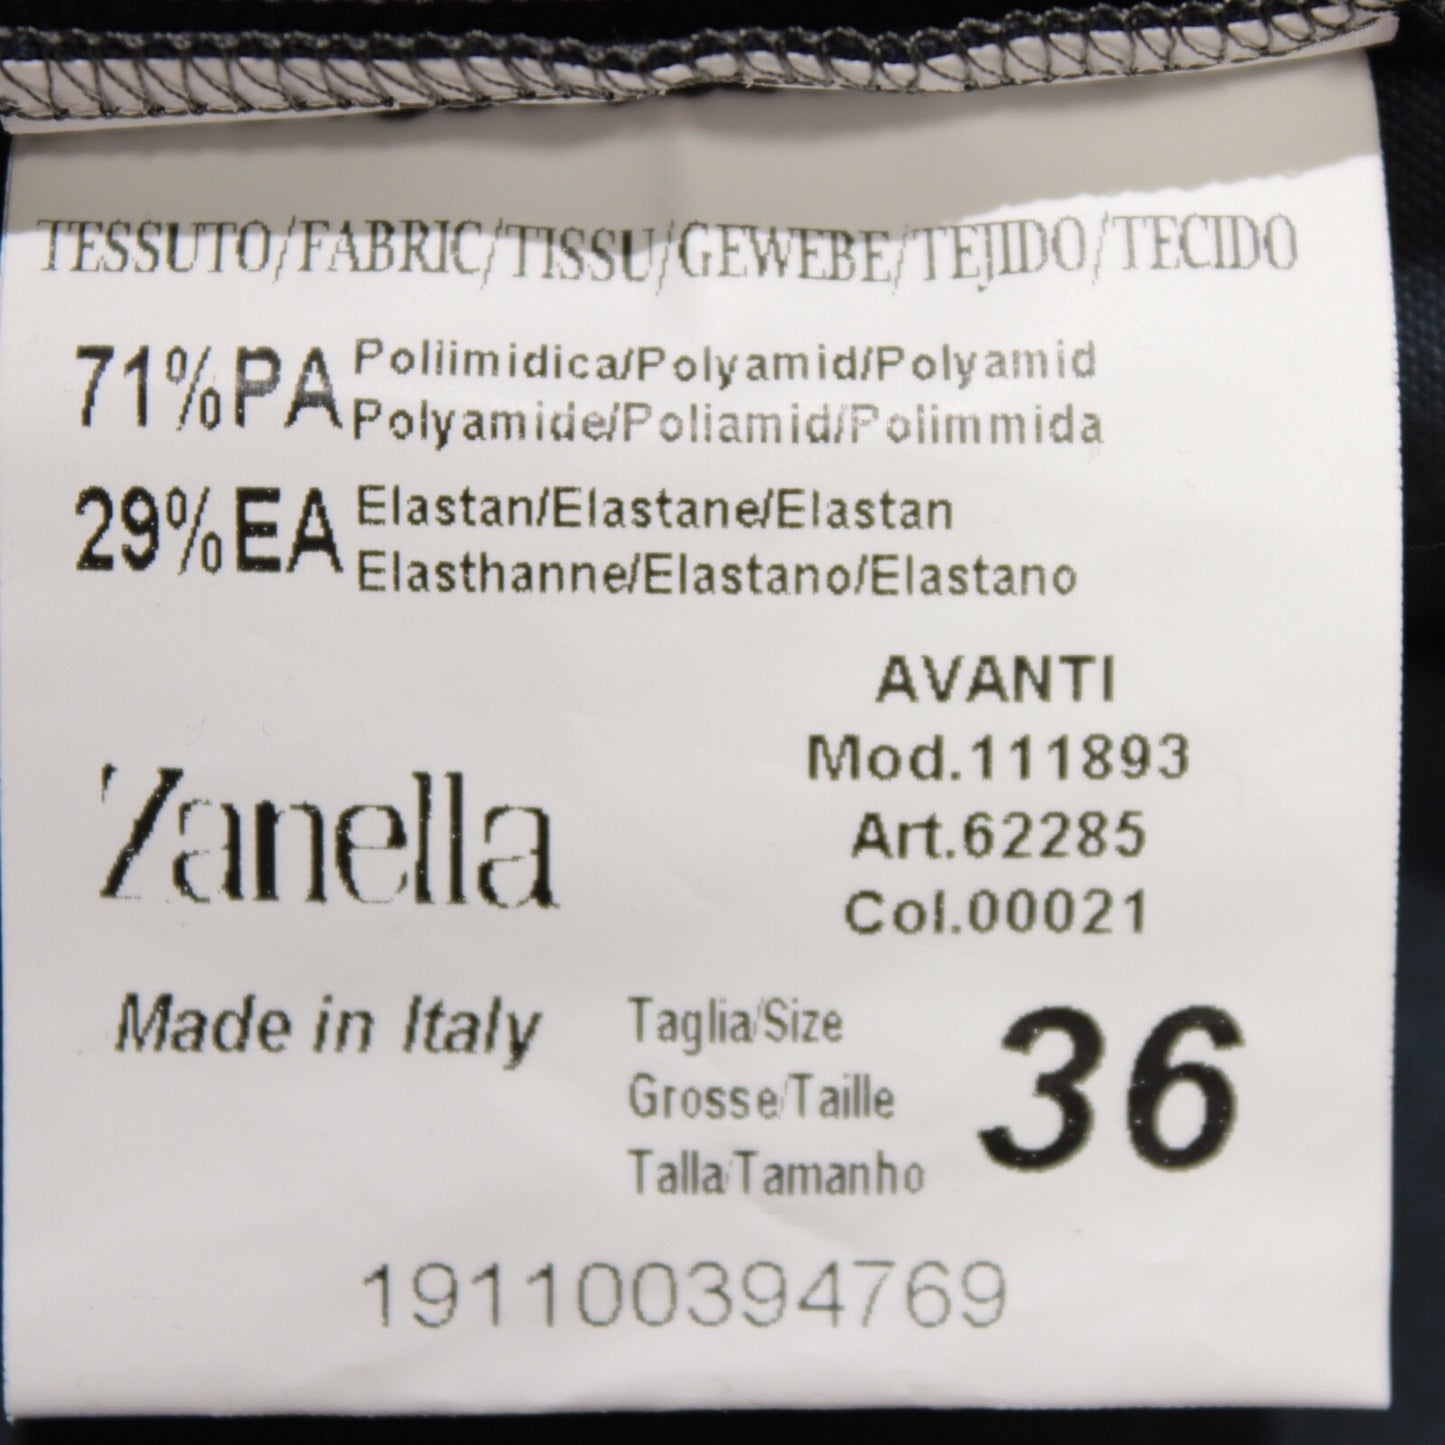 TESSUTO/FABRIC/TISSU/GEWEBE/TEJIDO/TECIDO
71%PA Poliimidica/Polyamid/Polyamid
Polyamide/Poliamid/Polimmida
29%EA Elastan/Elastane/Elastan
Elasthanne/Elastano/Elastano
AVANTI
Mod.111893
Art.62285
Col.00021
Zanella
Made in Italy
Taglia/Size
Grosse/Taille
Talla/Tamanho
36
191100394769